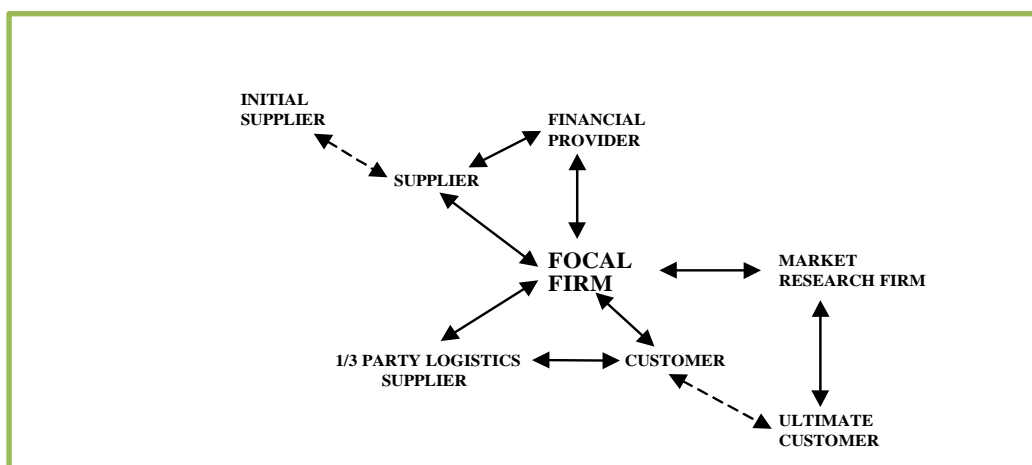 INITIAL
SUPPLIER
FINANCIAL
PROVIDER
SUPPLIER
FOCAL
FIRM
MARKET
RESEARCH FIRM
1/3 PARTY LOGISTICS
SUPPLIER
CUSTOMER
ULTIMATE
CUSTOMER